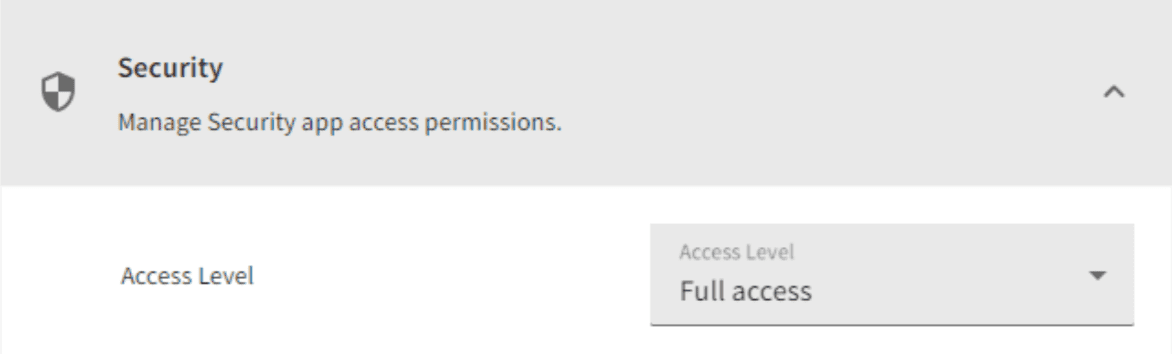 Security
Manage Security app access permissions.
Access Level
Access Level
Full access